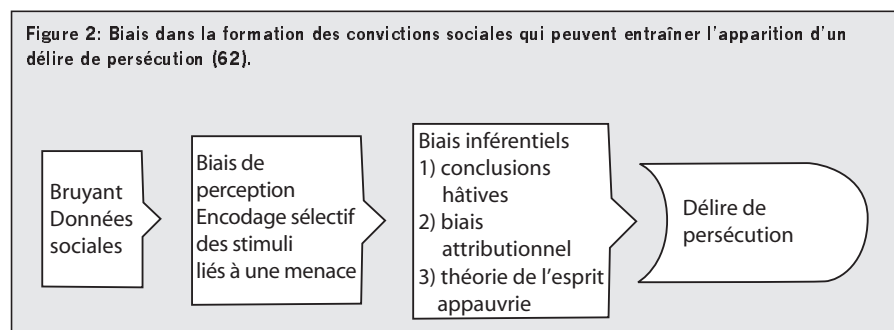 Figure 2: Biais dans la formation des convictions sociales qui peuvent entraîner l'apparition d'un
délire de persécution (62).
Bruyant
Données
sociales
Biais de
perception
Encodage sélectif
des stimuli
liés à une menace
Biais inférentiels
1) conclusions
hâtives
2) biais
attributionnel
3) théorie de l'esprit
appauvrie
Délire de
persécution